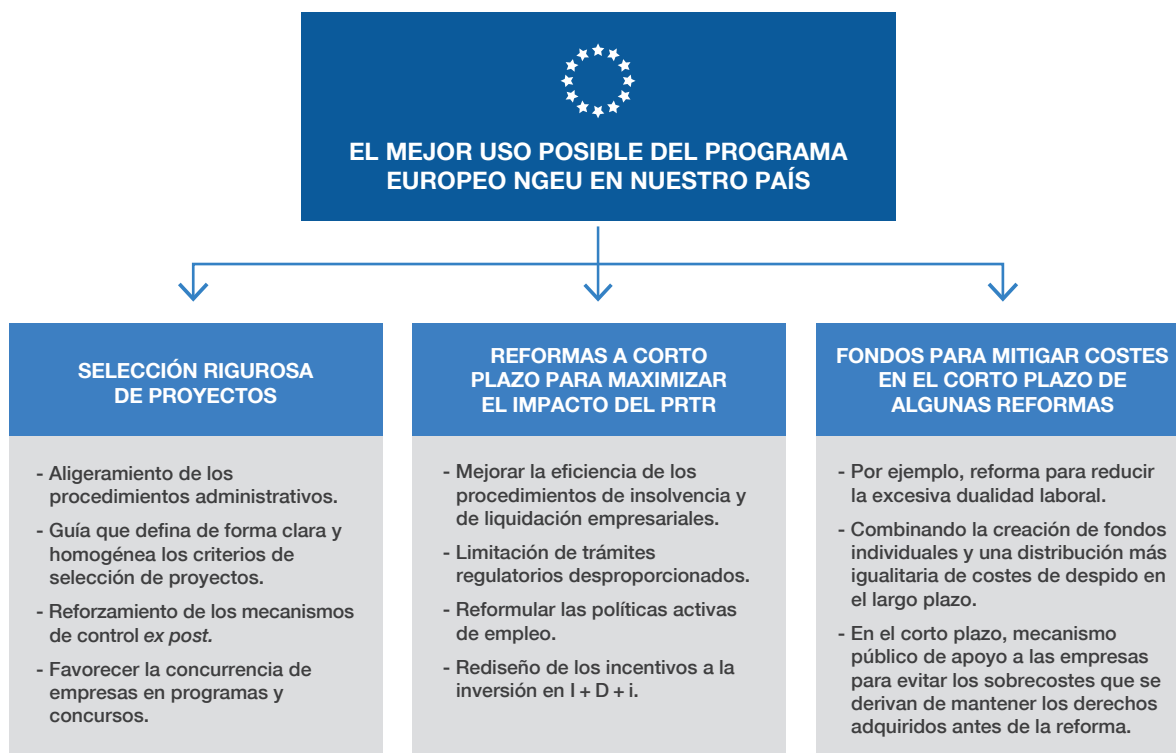 EL MEJOR USO POSIBLE DEL PROGRAMA
EUROPEO NGEU EN NUESTRO PAÍS
SELECCIÓN RIGUROSA
DE PROYECTOS
- Aligeramiento de los
procedimientos administrativos.
- Guía que defina de forma clara y
homogénea los criterios de
selección de proyectos.
- Reforzamiento de los mecanismos
de control ex post.
- Favorecer la concurrencia de
empresas en programas y
concursos.
REFORMAS A CORTO
PLAZO PARA MAXIMIZAR
EL IMPACTO DEL PRTR
- Mejorar la eficiencia de los
procedimientos de insolvencia y
de liquidación empresariales.
- Limitación de trámites
regulatorios desproporcionados.
- Reformular las políticas activas
de empleo.
- Rediseño de los incentivos a la
inversión en I + D + i.
FONDOS PARA MITIGAR COSTES
EN EL CORTO PLAZO DE
ALGUNAS REFORMAS
- Por ejemplo, reforma para reducir
la excesiva dualidad laboral.
- Combinando la creación de fondos
individuales y una distribución más
igualitaria de costes de despido en
el largo plazo.
- En el corto plazo, mecanismo
público de apoyo a las empresas
para evitar los sobrecostes que se
derivan de mantener los derechos
adquiridos antes de la reforma.